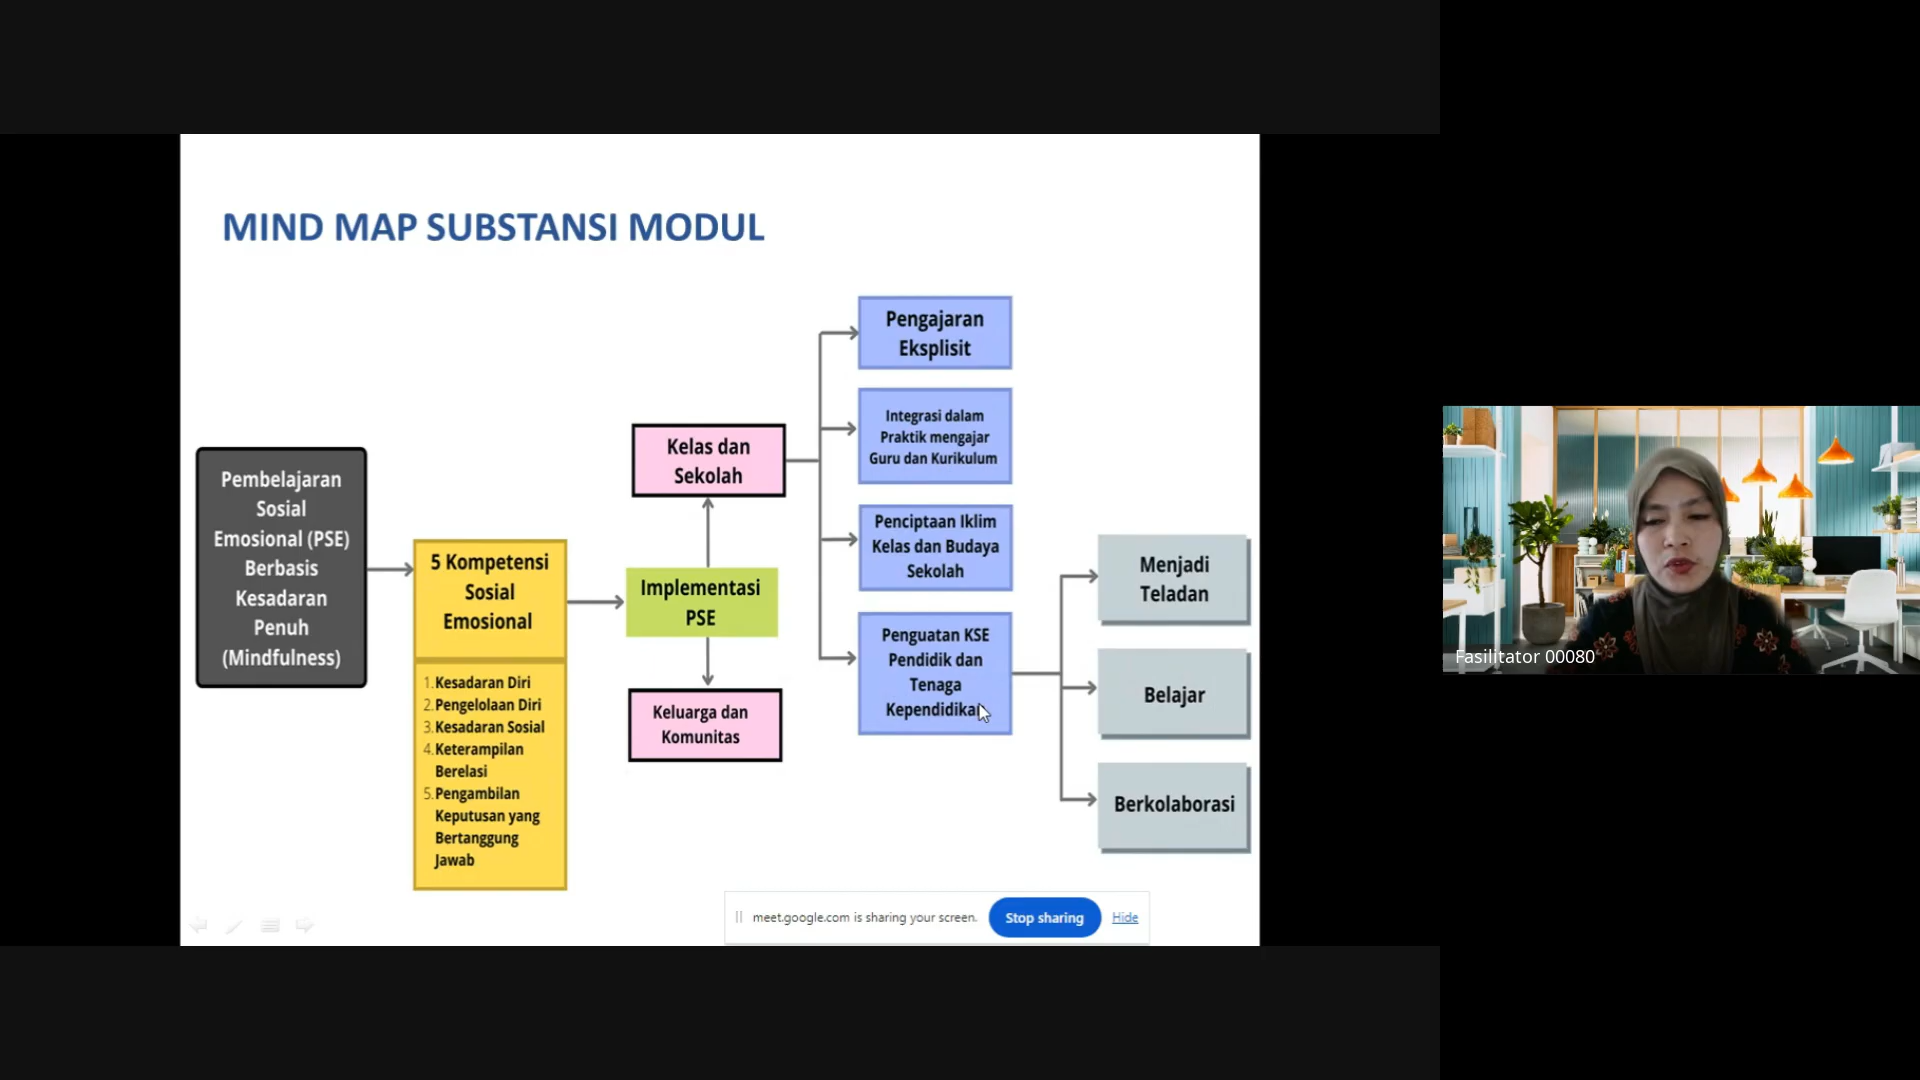 MIND MAP SUBSTANSI MODUL
Pembelajaran
Sosial
Emosional (PSE)
Berbasis
Kesadaran
Penuh
(Mindfulness)
5 Kompetensi
Sosial
Emosional
1. Kesadaran Diri
2. Pengelolaan Diri
3. Kesadaran Sosial
4. Keterampilan
Berelasi
5. Pengambilan
Keputusan yang
Bertanggung
Jawab
Implementasi
PSE
Kelas dan
Sekolah
Keluarga dan
Komunitas
Pengajaran
Eksplisit
Integrasi dalam
Praktik mengajar
Guru dan Kurikulum
Penciptaan Iklim
Kelas dan Budaya
Sekolah
Penguatan KSE
Pendidik dan
Tenaga
Kependidikan
Menjadi
Teladan
Belajar
Berkolaborasi
meet.google.com is sharing your screen.
Stop sharing
Hide
Fasilitator 00080